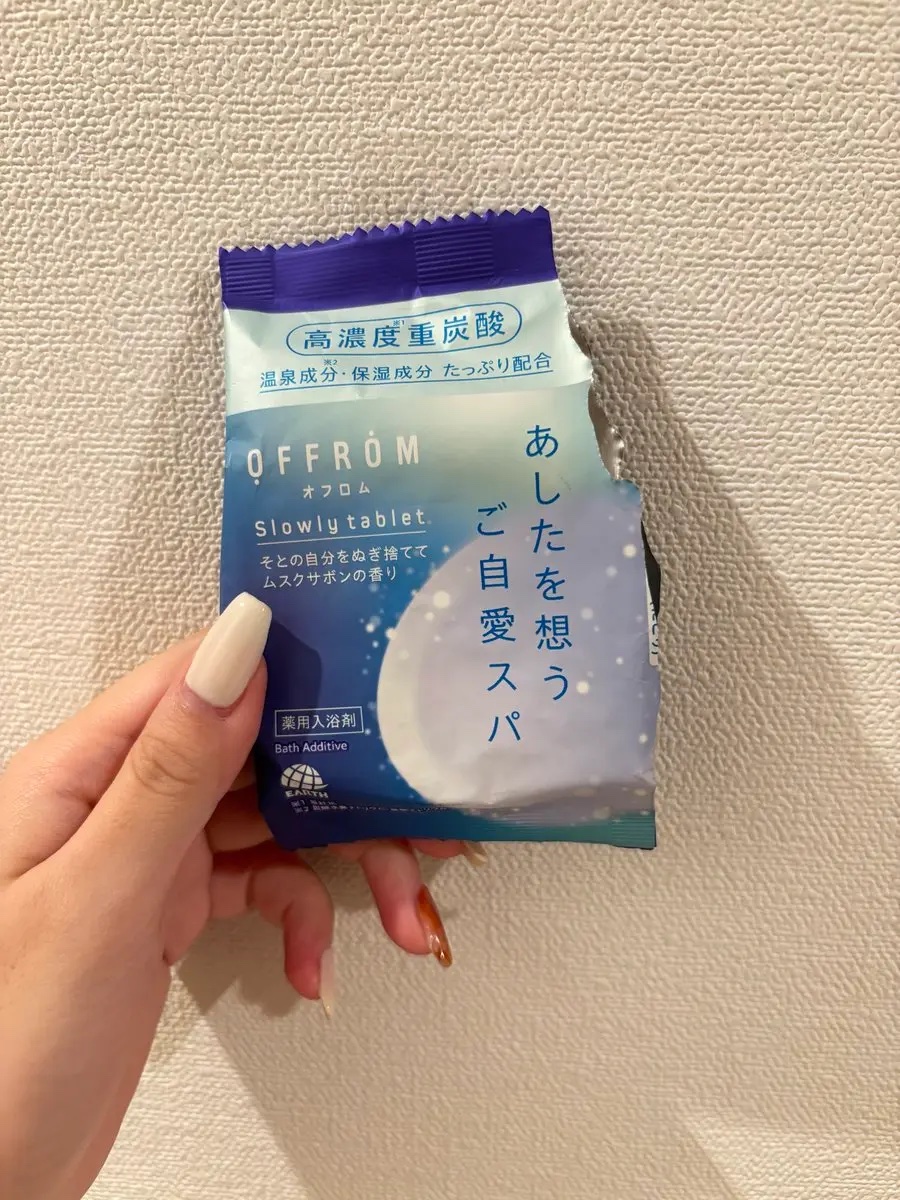 高濃度※1重炭酸
温泉成分※2・保湿成分 たっぷり配合
OFFROM
オフロム
Slowly tablet
そとの自分をぬぎ捨てて
ムスクサボンの香り
あしたを想う
ご自愛スパ
薬用入浴剤
Bath Additive
EARTH